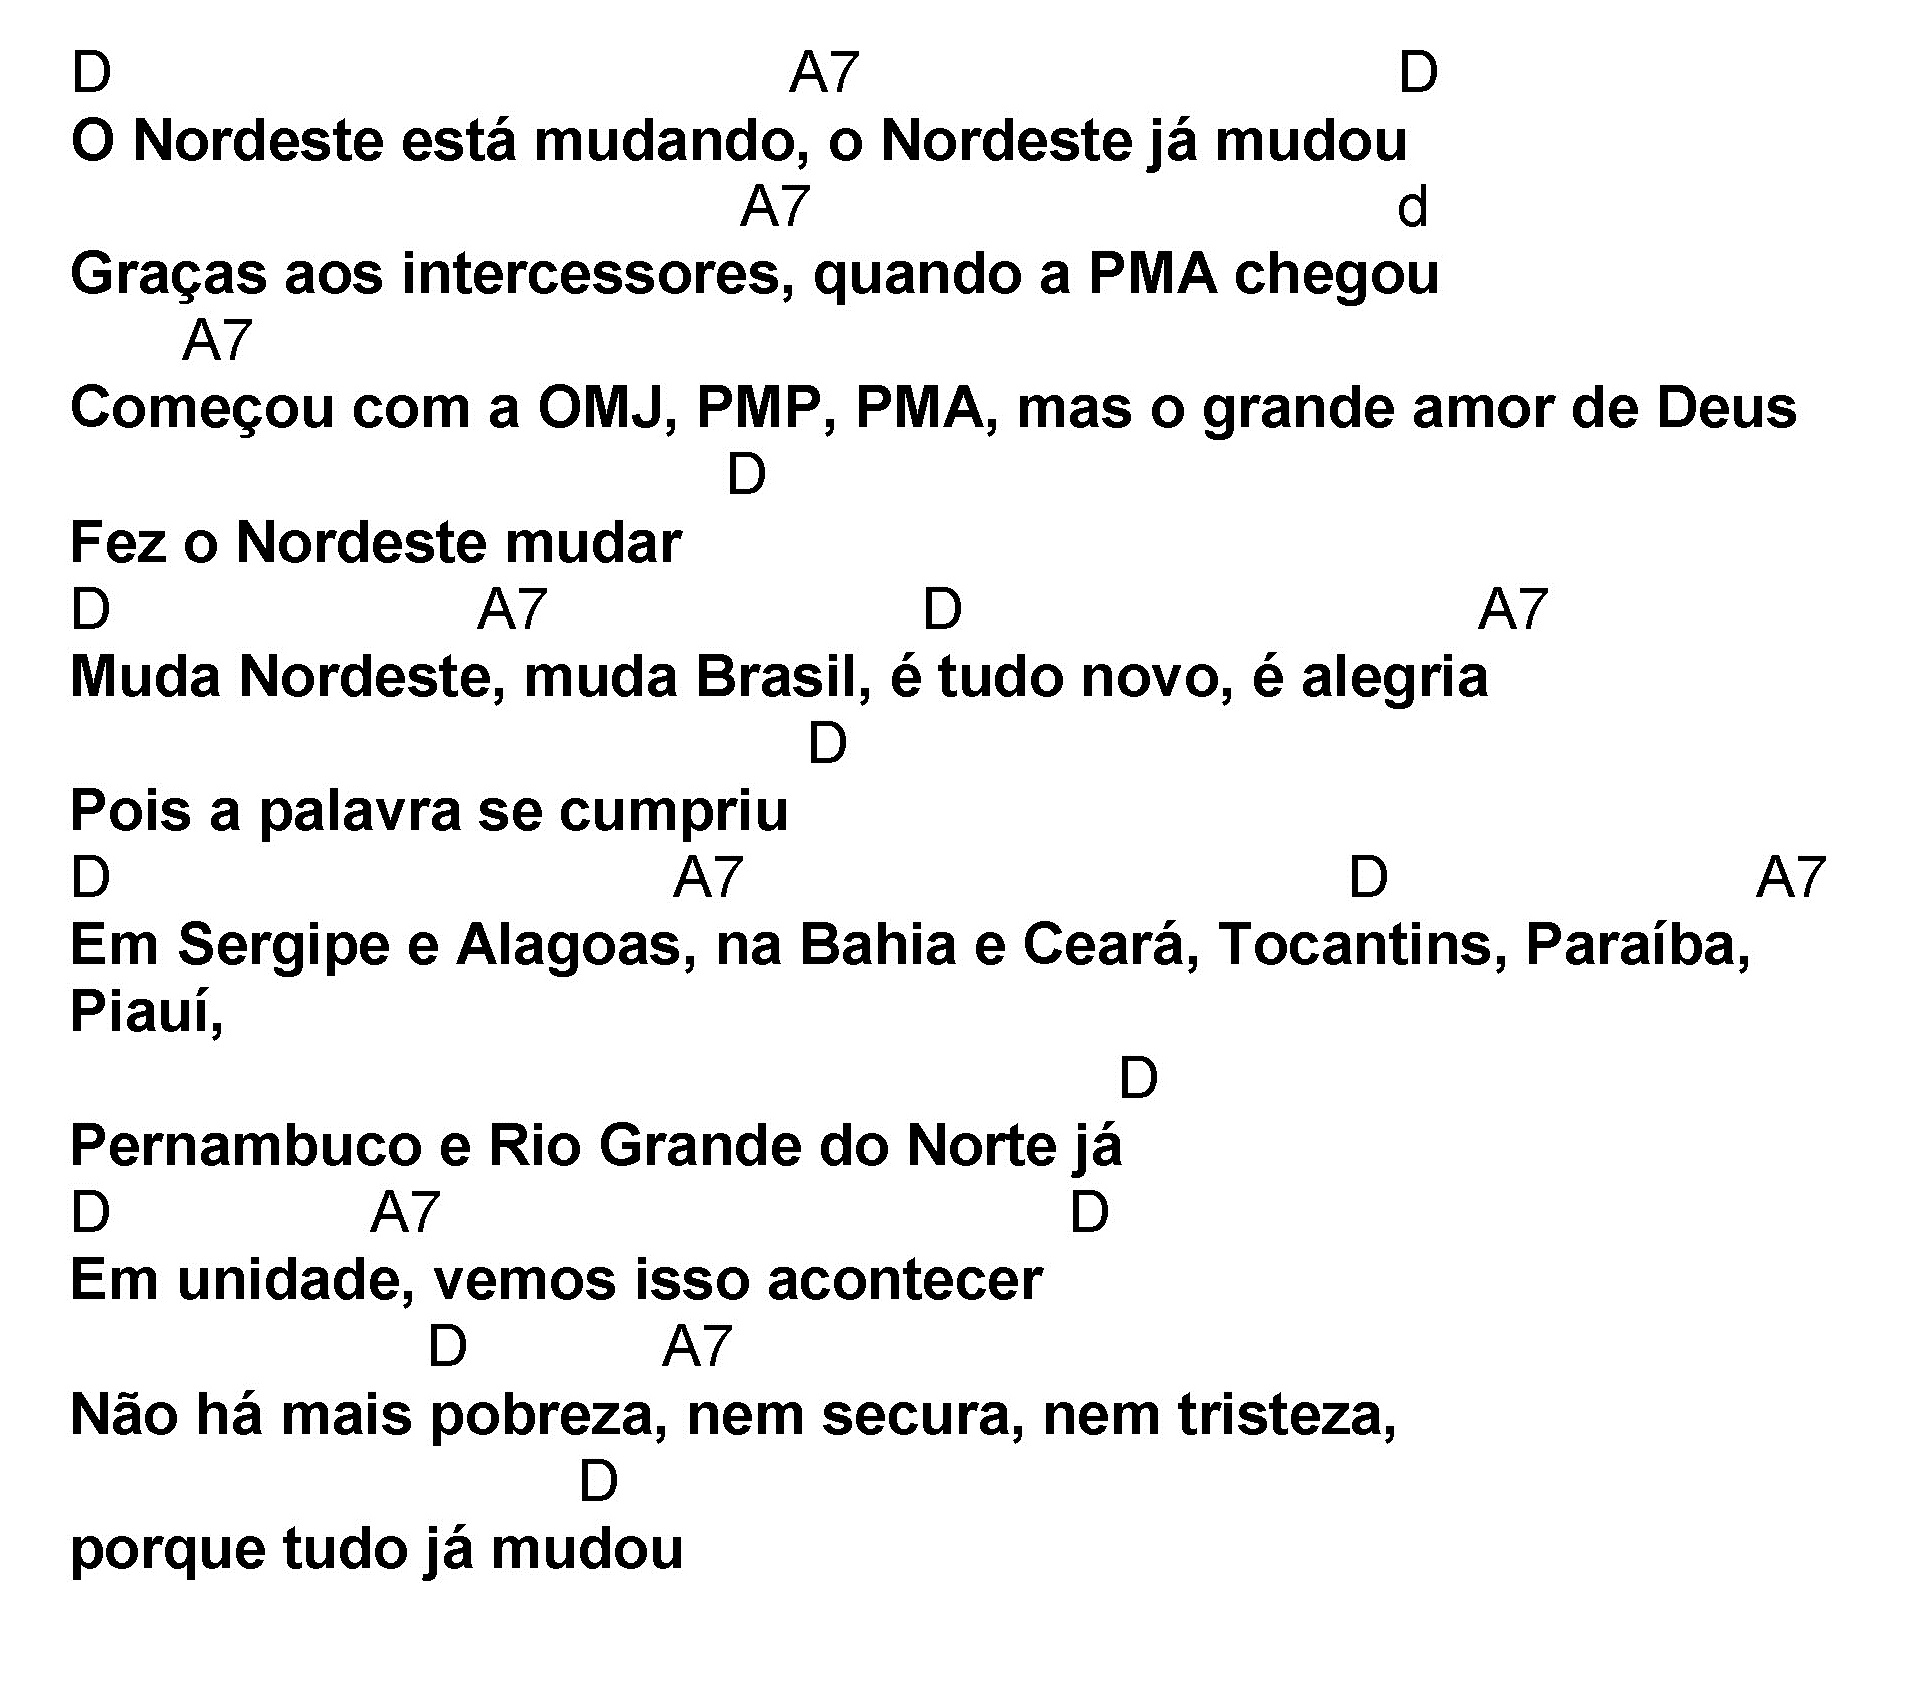 D A7 D
O Nordeste está mudando, o Nordeste já mudou
A7 d
Graças aos intercessores, quando a PMA chegou
A7
Começou com a OMJ, PMP, PMA, mas o grande amor de Deus
D
Fez o Nordeste mudar
D A7 D A7
Muda Nordeste, muda Brasil, é tudo novo, é alegria
D
Pois a palavra se cumpriu
D A7 D A7
Em Sergipe e Alagoas, na Bahia e Ceará, Tocantins, Paraíba,
Piauí,
D
Pernambuco e Rio Grande do Norte já
D A7 D
Em unidade, vemos isso acontecer
D A7
Não há mais pobreza, nem secura, nem tristeza,
D
porque tudo já mudou